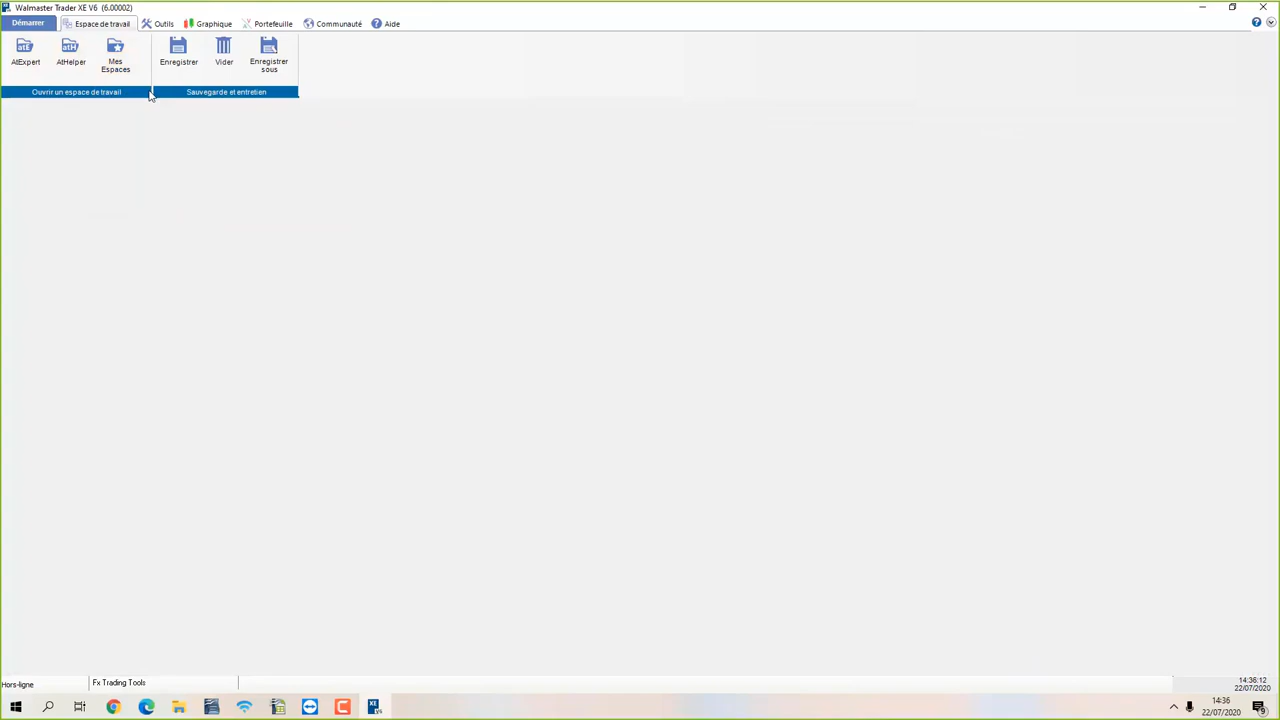 Walmaster Trader XE V6 (6.00002)
Démarrer
Espace de travail
Outils
Graphique
Portefeuille
Communauté
Aide
atE
AtExpert
atH
AtHelper
Mes
Espaces
Enregistrer
Vider
Enregistrer
sous
Ouvrir un espace de travail
Sauvegarde et entretien
Hors-ligne
Fx Trading Tools
14:36:12
22/07/2020
14:36
22/07/2020